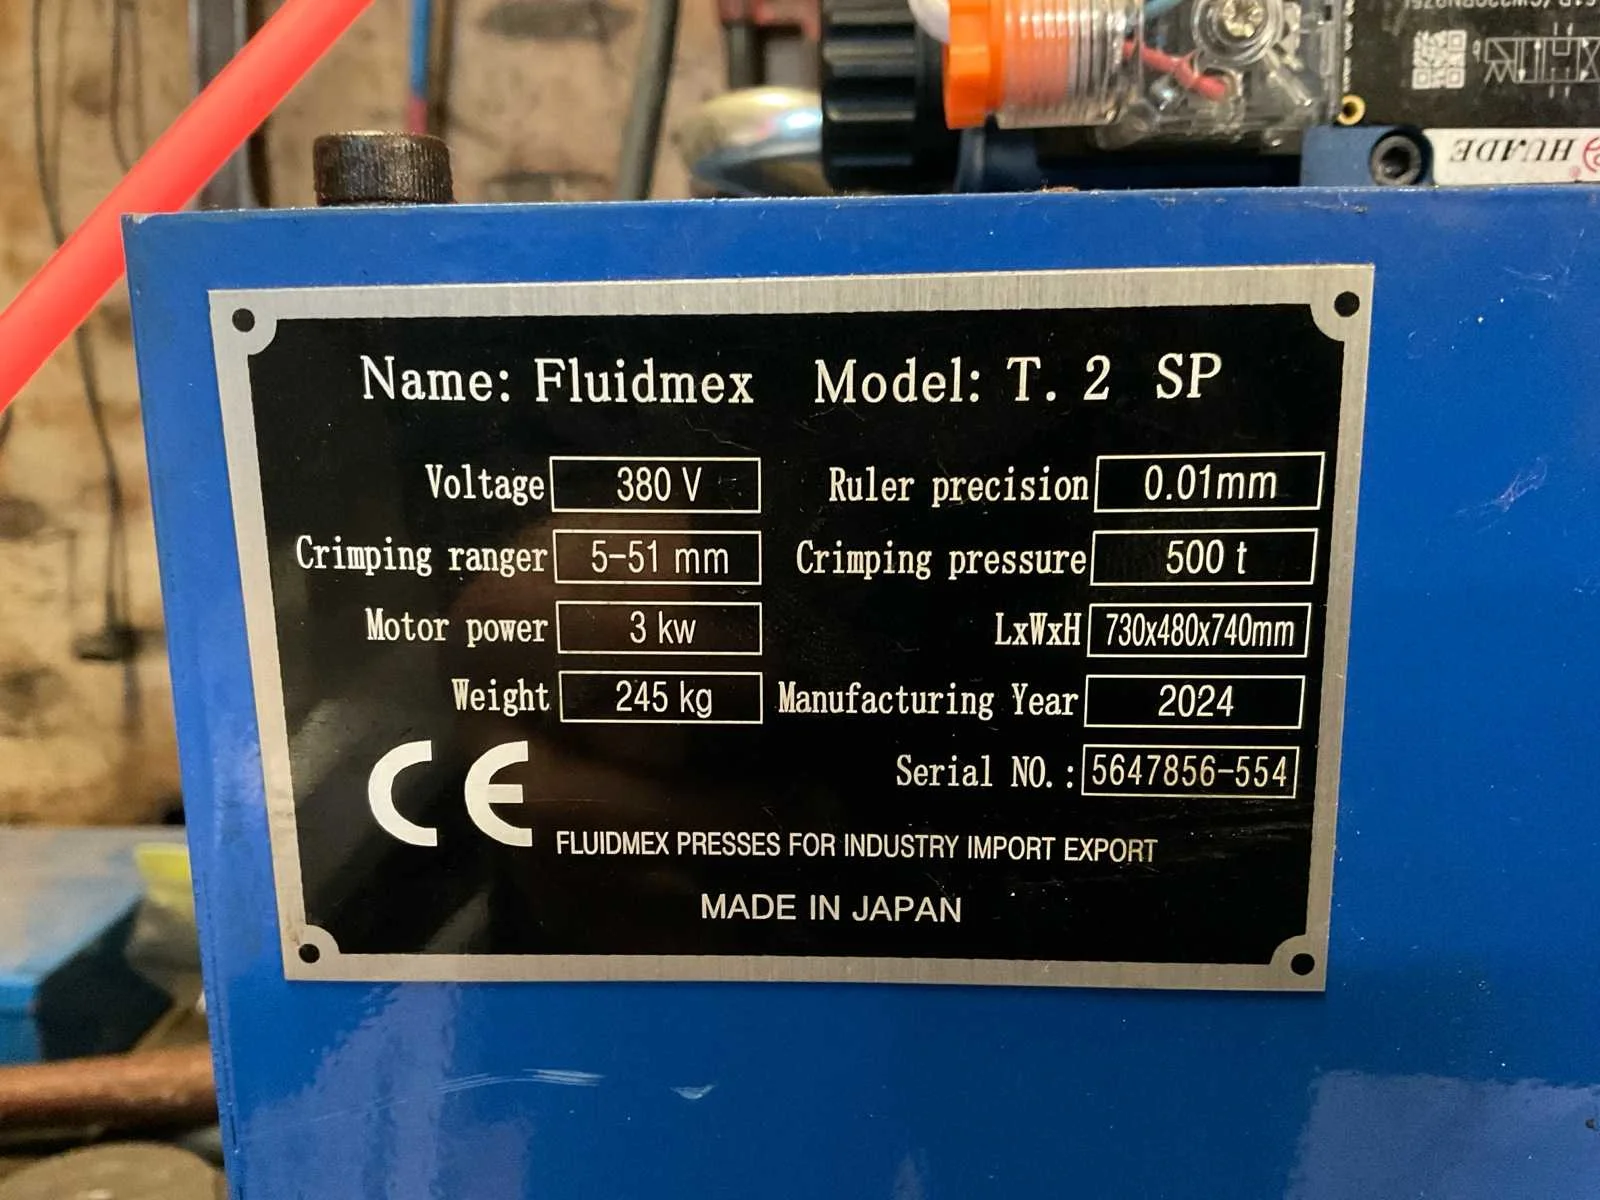 HUADE
Name: Fluidmex Model: T. 2 SP
Voltage 380 V Ruler precision 0.01mm
Crimping ranger 5-51 mm Crimping pressure 500 t
Motor power 3 kw LxWxH 730x480x740mm
Weight 245 kg Manufacturing Year 2024
Serial NO.: 5647856-554
CE
FLUIDMEX PRESSES FOR INDUSTRY IMPORT EXPORT
MADE IN JAPAN